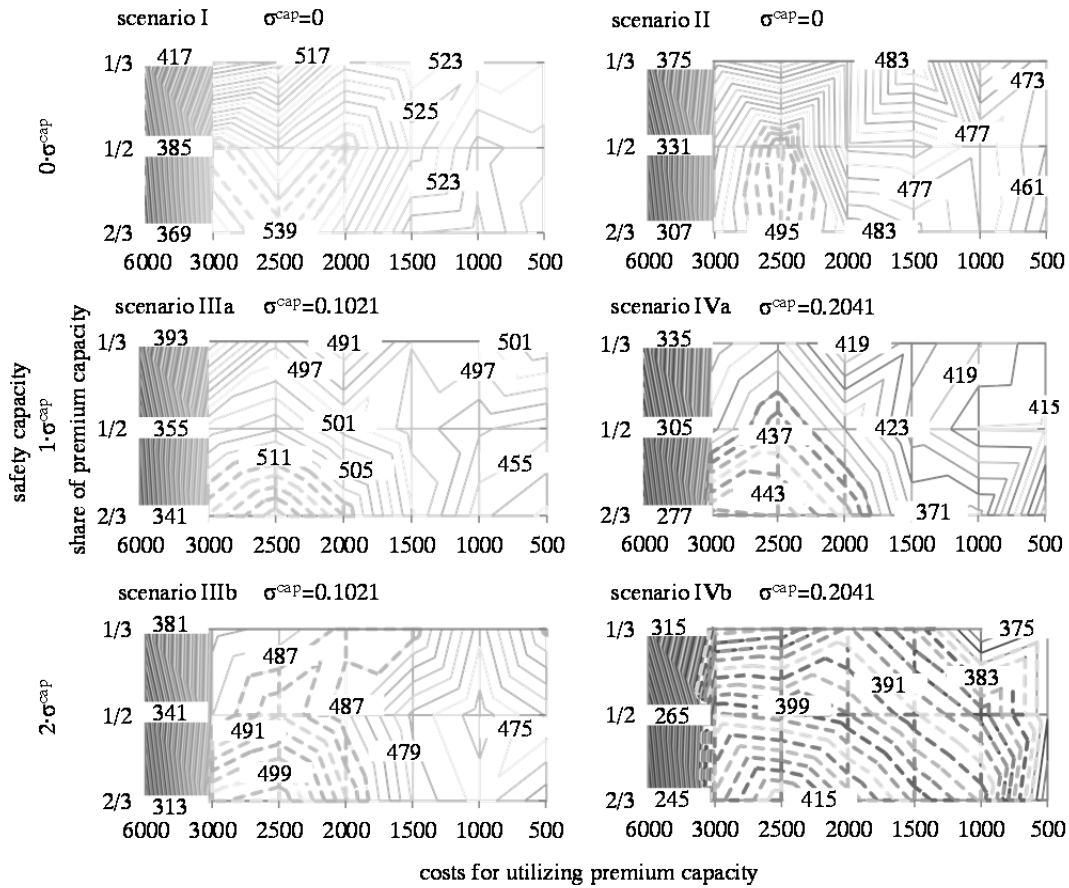 scenario I σcap=0
scenario II σcap=0
1/3 417 517 523
525
1/2 385
523
2/3 369 539
6000 3000 2500 2000 1500 1000 500
1/3 375 483 473
477
1/2 331
477 461
2/3 307 495 483
6000 3000 2500 2000 1500 1000 500
0·σcap
scenario IIIa σcap=0.1021
scenario IVa σcap=0.2041
1/3 393 491 501
497 497
1/2 355 501
511 505 455
2/3 341
6000 3000 2500 2000 1500 1000 500
1/3 335 419
419
415
1/2 305 437 423
443
2/3 277 371
6000 3000 2500 2000 1500 1000 500
safety capacity
1·σcap
share of premium capacity
scenario IIIb σcap=0.1021
scenario IVb σcap=0.2041
1/3 381
487
487
1/2 341
491 479 475
499
2/3 313
6000 3000 2500 2000 1500 1000 500
1/3 315 375
391 383
399
1/2 265
2/3 245 415
6000 3000 2500 2000 1500 1000 500
2·σcap
costs for utilizing premium capacity